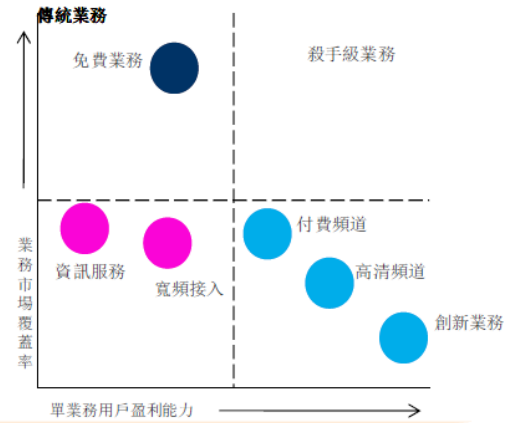 傳統業務
免費業務
殺手級業務
付費頻道
資訊服務
寬頻接入
高清頻道
創新業務
業務市場覆蓋率
單業務用戶盈利能力